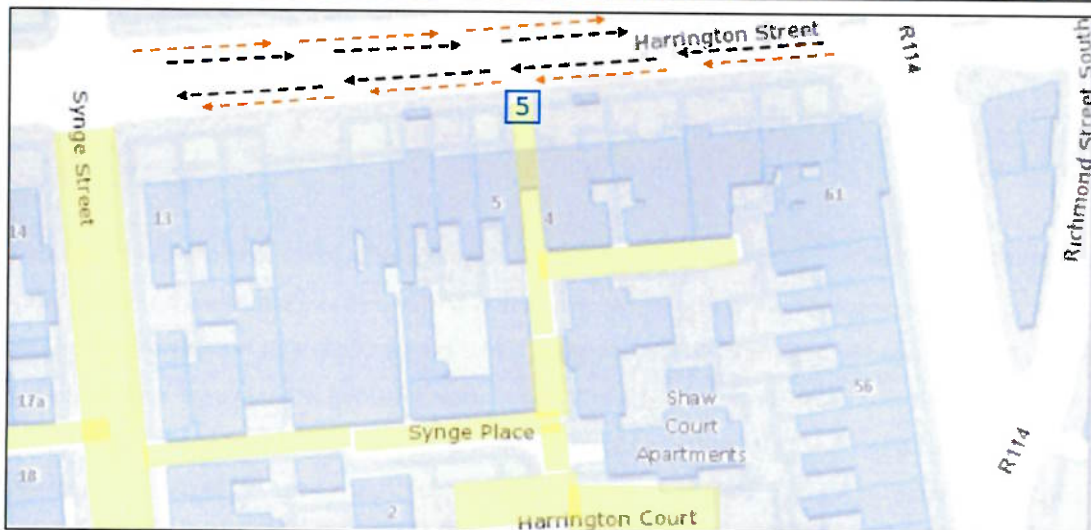 Harrington Street
R114
Richmond Street South
Synge Street
5
14
13
5
4
61
17a
56
Shaw
Court
Apartments
Synge Place
R114
18
2
Harrington Court